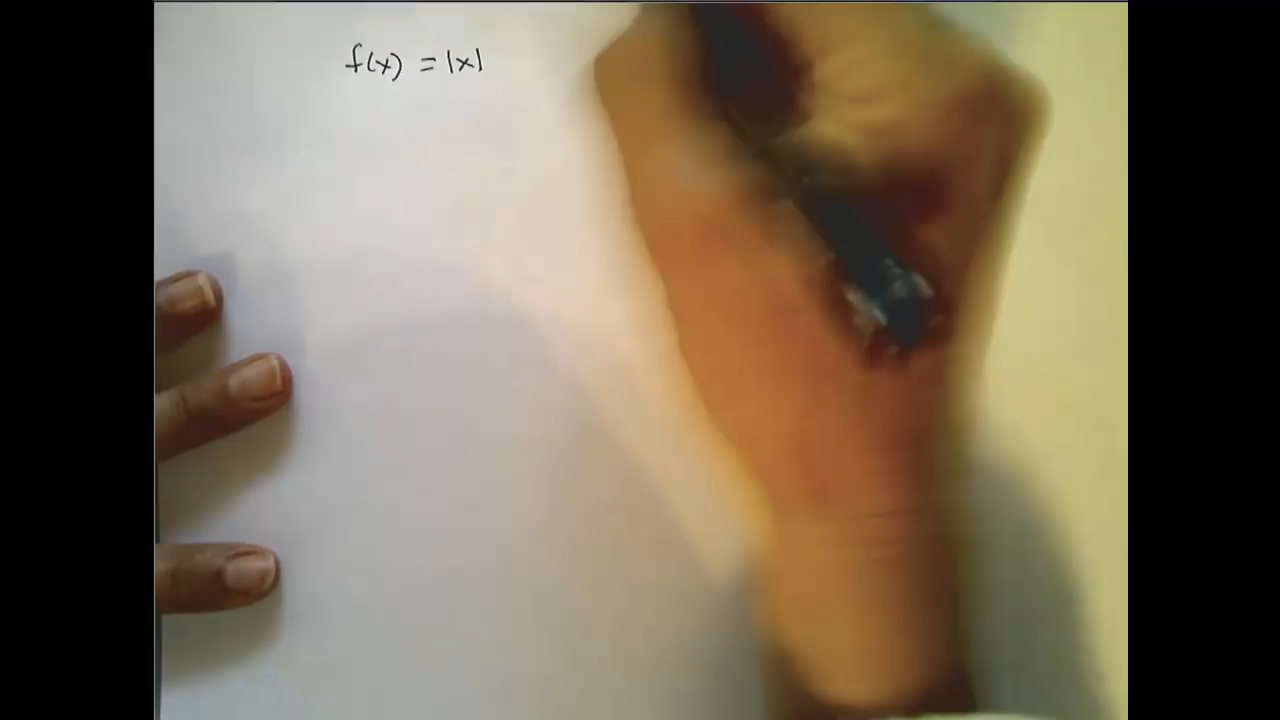 f(x) = |x|